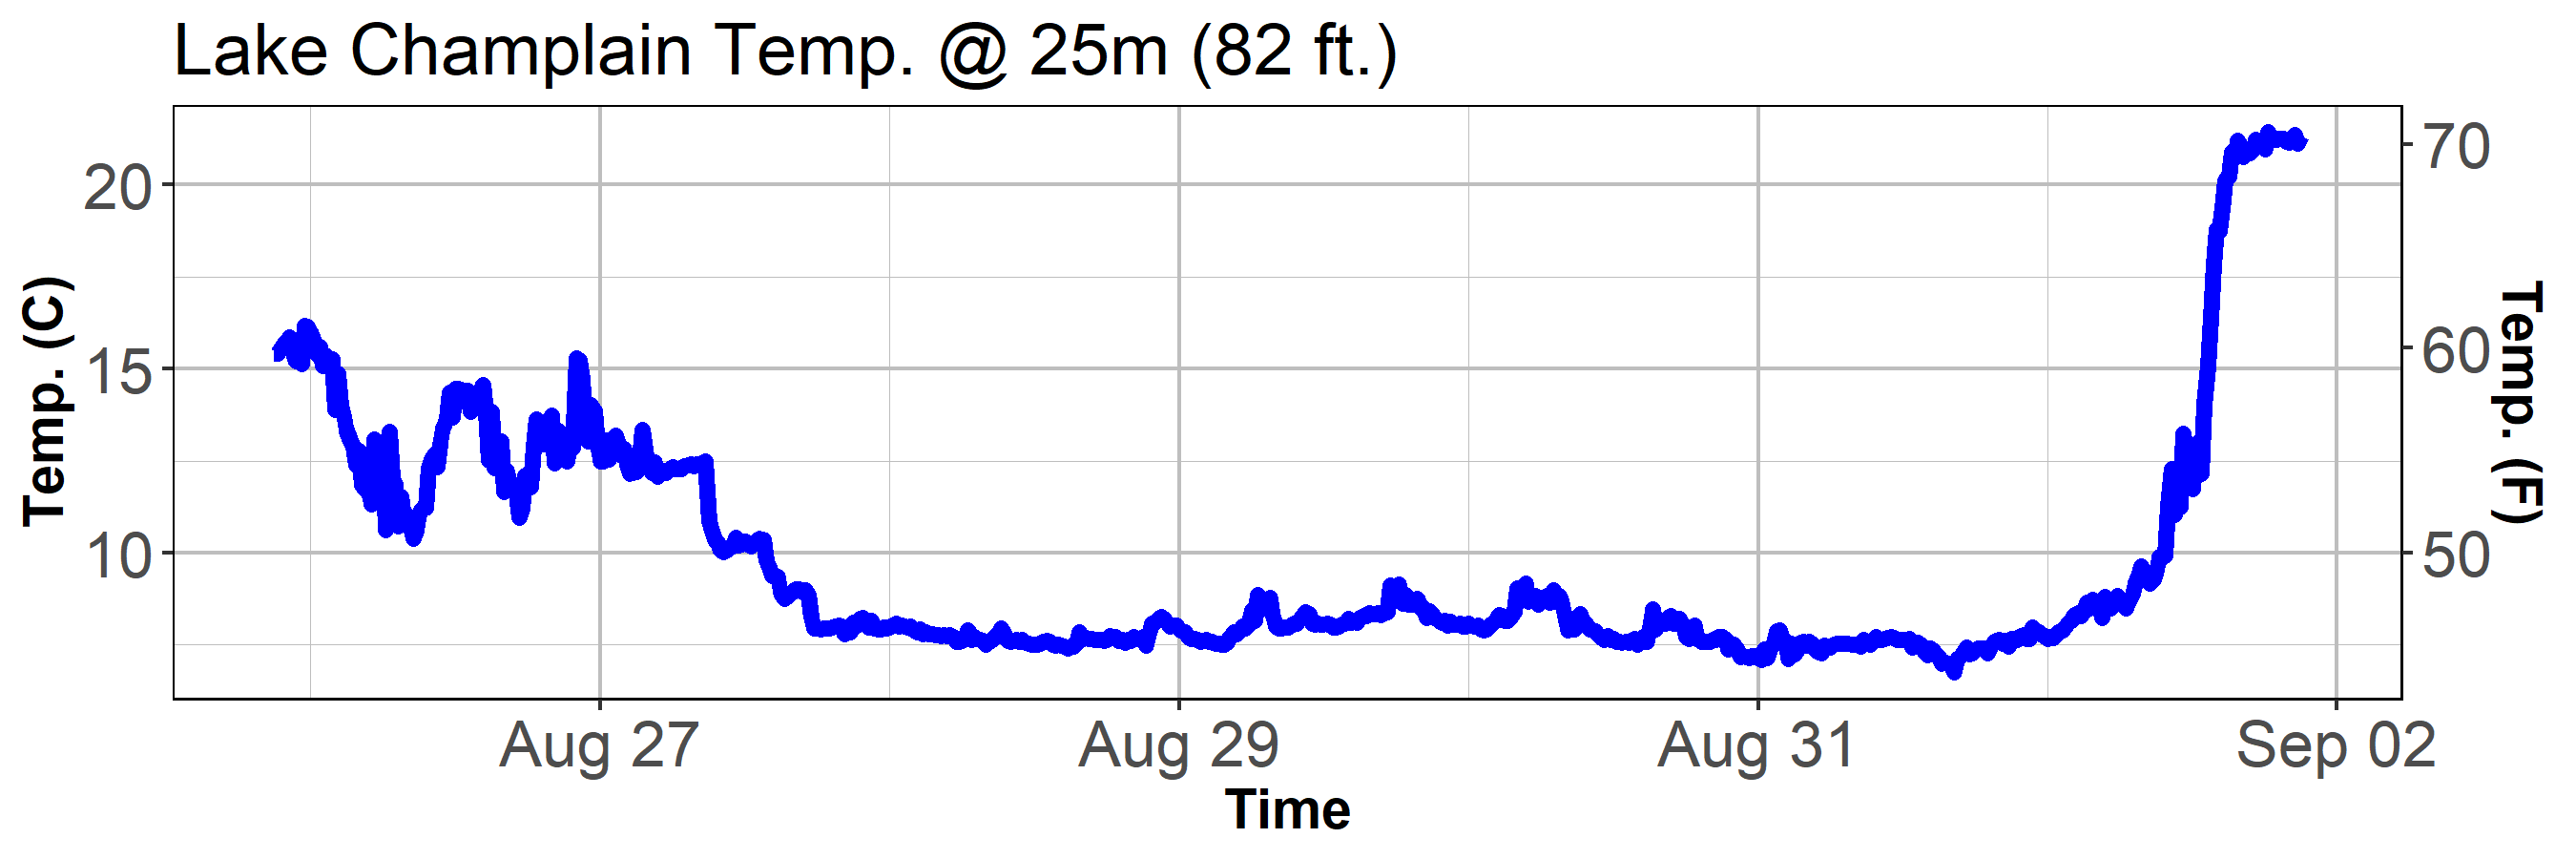 Lake Champlain Temp. @ 25m (82 ft.)
Temp. (C)
20
15
10
70
60
50
Temp. (F)
Aug 27
Aug 29
Aug 31
Sep 02
Time